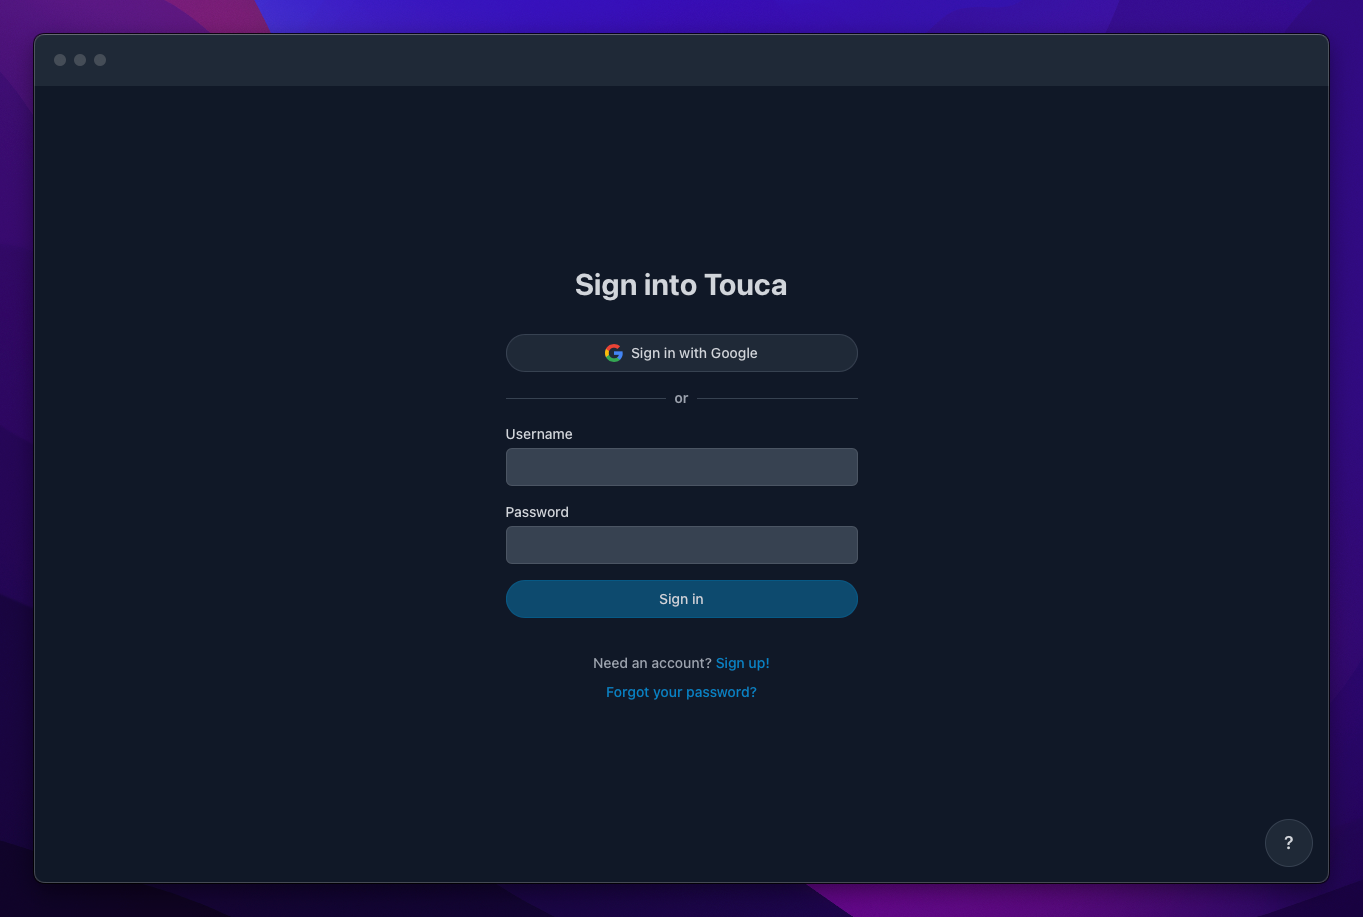 Sign into Touca
Sign in with Google
or
Username
Password
Sign in
Need an account? Sign up!
Forgot your password?
?